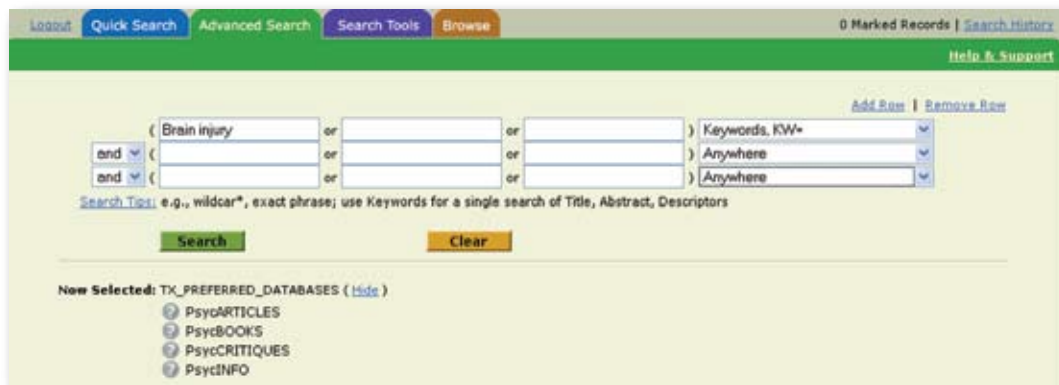 Logout Quick Search Advanced Search Search Tools Browse 0 Marked Records | Search History
Help & Support
Add Row | Remove Row
( Brain injury or or ) Keywords, KW=
and ( or or ) Anywhere
and ( or or ) Anywhere
Search Tips: e.g., wildcar*, exact phrase; use Keywords for a single search of Title, Abstract, Descriptors
Search Clear
Now Selected: TX_PREFERRED_DATABASES ( Hide )
? PsycARTICLES
? PsycBOOKS
? PsycCRITIQUES
? PsycINFO